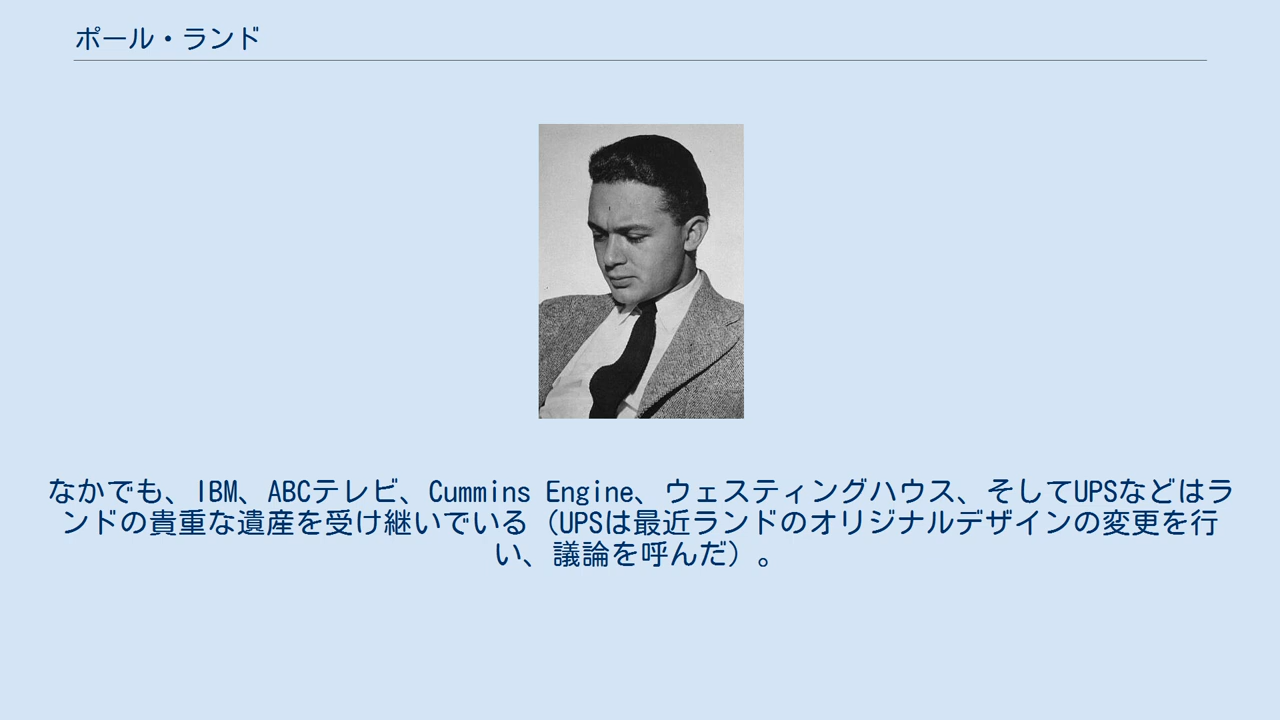 ポール・ランド
なかでも、IBM、ABCテレビ、Cummins Engine、ウェスティングハウス、そしてUPSなどはラ
ンドの貴重な遺産を受け継いでいる（UPSは最近ランドのオリジナルデザインの変更を行
い、議論を呼んだ）。